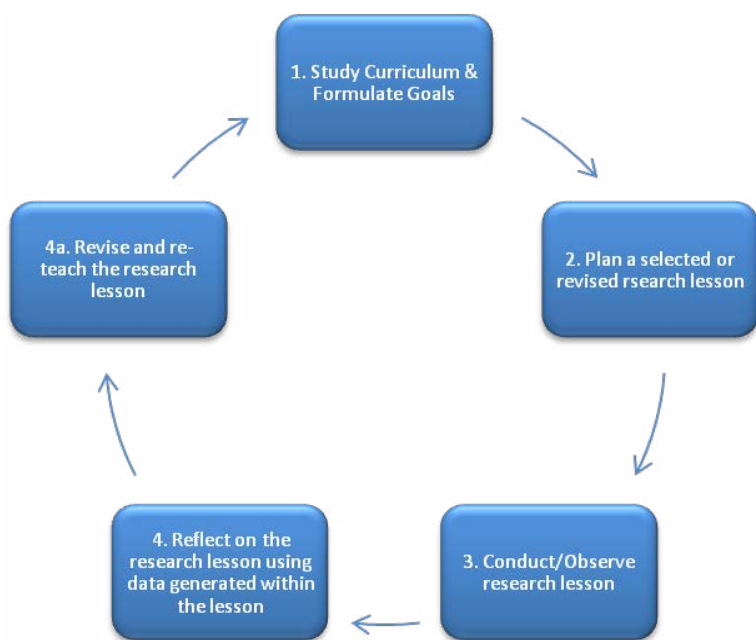 1. Study Curriculum &
Formulate Goals
2. Plan a selected or
revised rsearch lesson
3. Conduct/Observe
research lesson
4. Reflect on the
research lesson using
data generated within
the lesson
4a. Revise and re-
teach the research
lesson